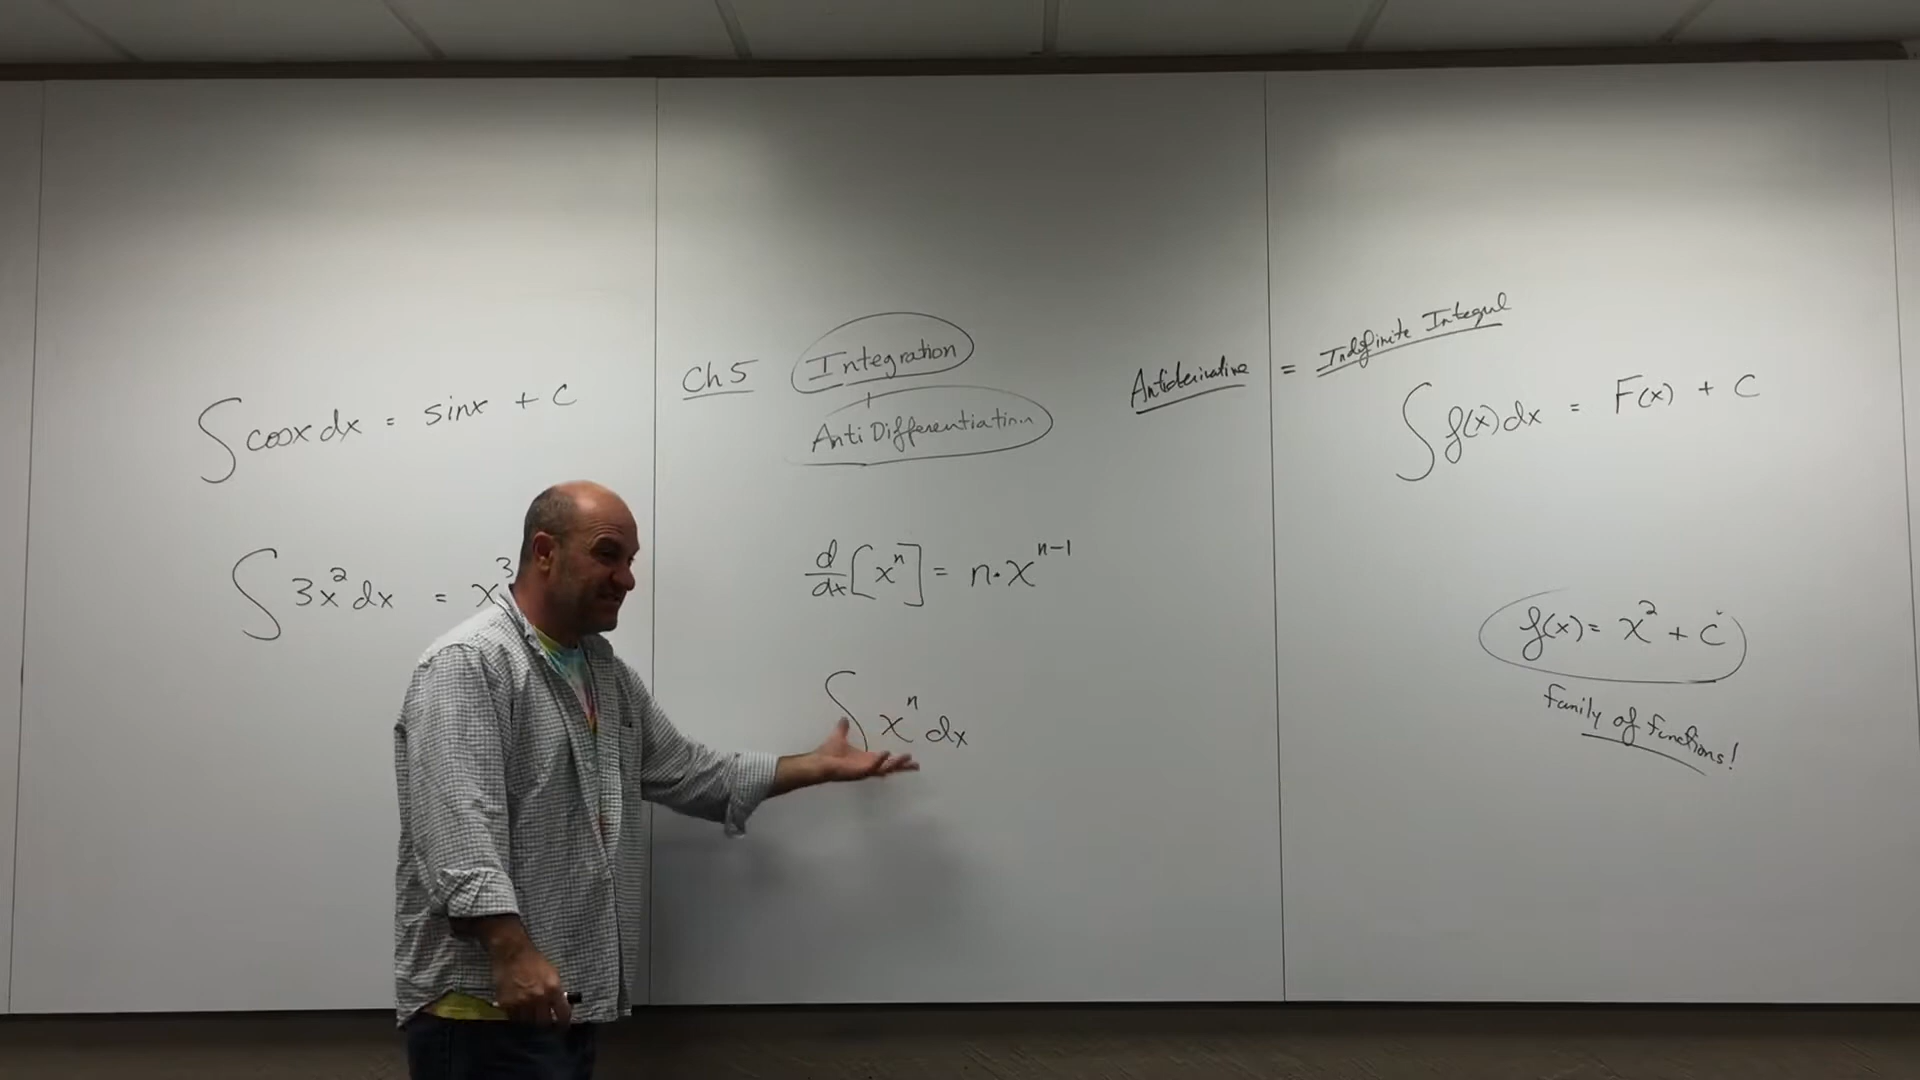 ∫ cosx dx = sinx + C
∫ 3x² dx = x³
Ch 5 Integration
+
Anti Differentiation
d/dx [xⁿ] = n·xⁿ⁻¹
∫ xⁿ dx
Antiderivative = Indefinite Integral
∫ f(x) dx = F(x) + C
f(x) = x² + C
Family of Functions!